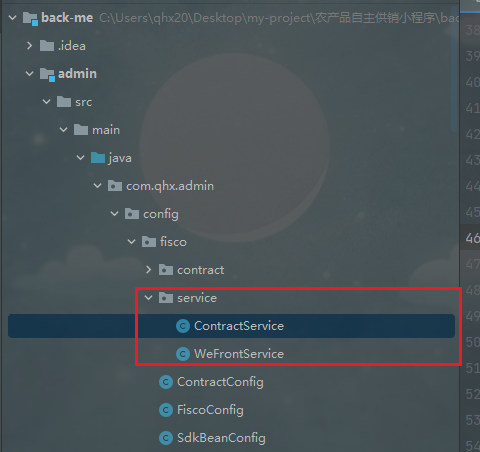 back-me C:\Users\qhx20\Desktop\my-project\农产品自主供销小程序\bac
.idea
admin
src
main
java
com.qhx.admin
config
fisco
contract
service
ContractService
WeFrontService
ContractConfig
FiscoConfig
SdkBeanConfig
38
39
40
41
42
43
44
45
46
47
48
49
50
51
52
53